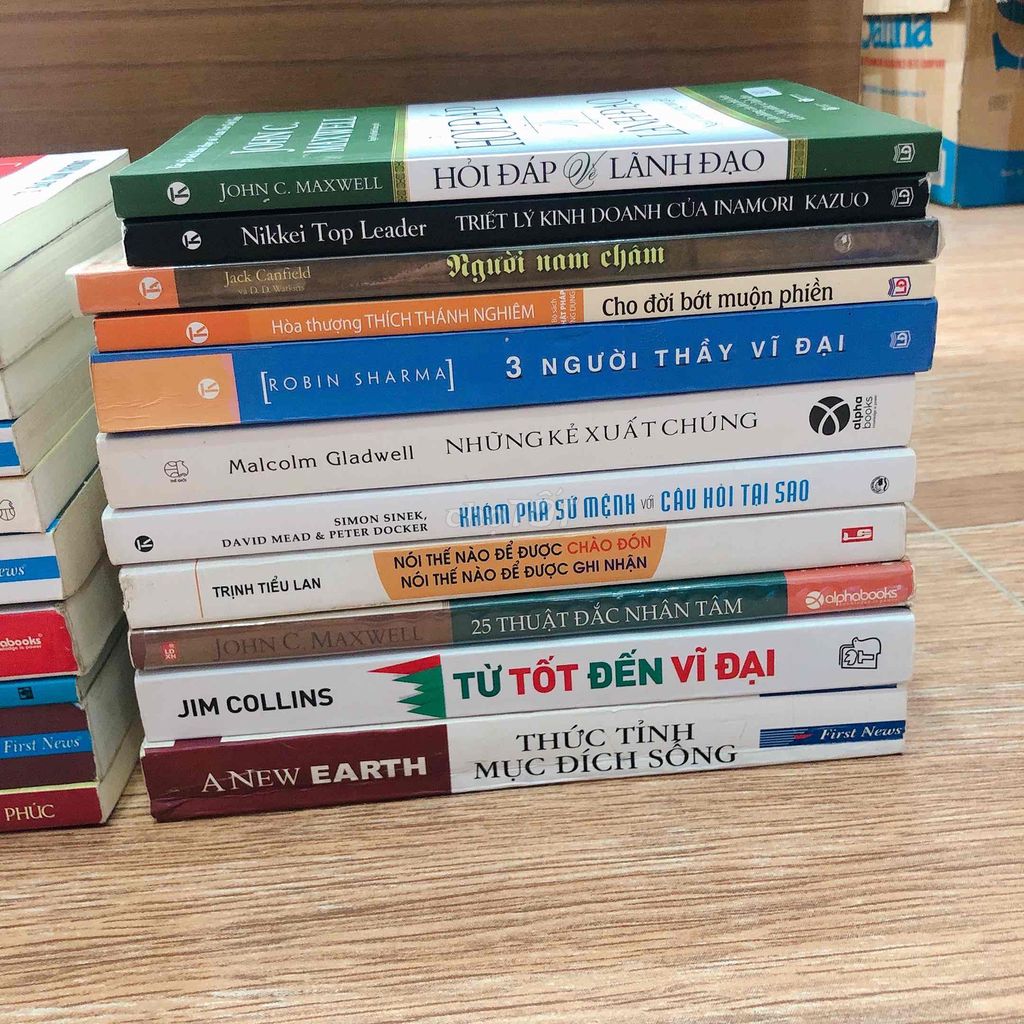 JOHN C. MAXWELL HỎI ĐÁP Về LÃNH ĐẠO
Nikkei Top Leader TRIẾT LÝ KINH DOANH CỦA INAMORI KAZUO
Jack Canfield
và D. D. Watkins
Người nam châm
Hòa thượng THÍCH THÁNH NGHIÊM
Cho đời bớt muộn phiền
[ROBIN SHARMA] 3 NGƯỜI THẦY VĨ ĐẠI
Malcolm Gladwell NHỮNG KẺ XUẤT CHÚNG
alpha
books
THẾ GIỚI
SIMON SINEK,
DAVID MEAD & PETER DOCKER
KHÁM PHÁ SỨ MỆNH với CÂU HỎI TẠI SAO
TRỊNH TIỂU LAN
NÓI THẾ NÀO ĐỂ ĐƯỢC CHÀO ĐÓN
NÓI THẾ NÀO ĐỂ ĐƯỢC GHI NHẬN
JOHN C. MAXWELL 25 THUẬT ĐẮC NHÂN TÂM alphabooks
JIM COLLINS TỪ TỐT ĐẾN VĨ ĐẠI
A NEW EARTH
THỨC TỈNH
MỤC ĐÍCH SỐNG
First News
First News
PHÚC